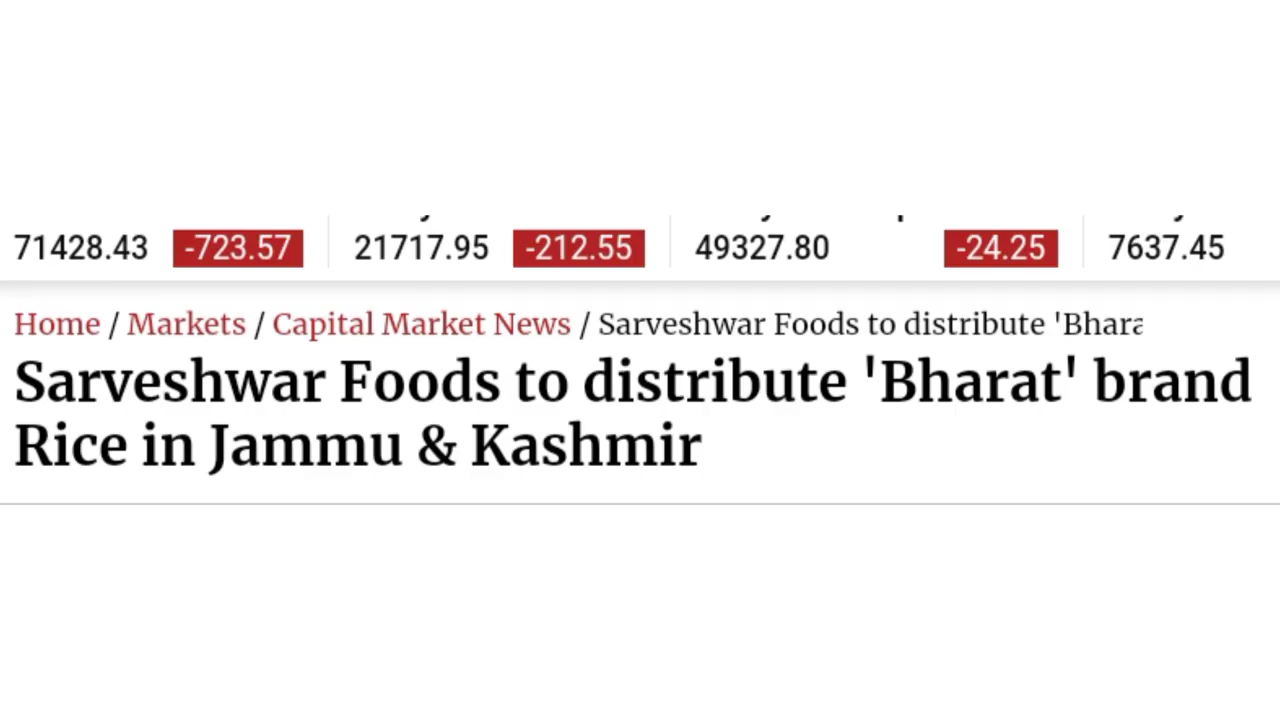 71428.43 -723.57 21717.95 -212.55 49327.80 -24.25 7637.45
Home / Markets / Capital Market News / Sarveshwar Foods to distribute 'Bhara
Sarveshwar Foods to distribute 'Bharat' brand
Rice in Jammu & Kashmir